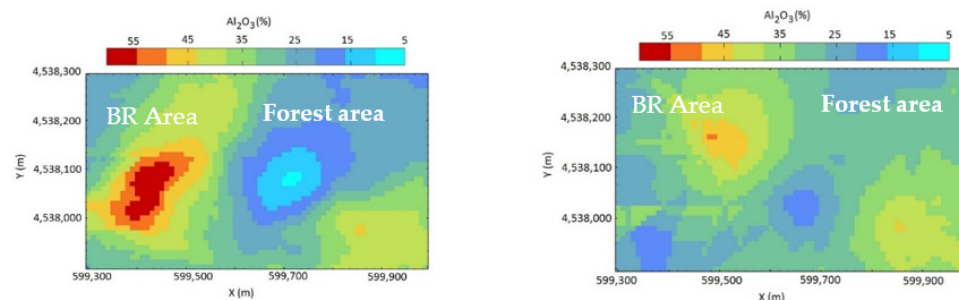 Al₂O₃(%)
55 45 35 25 15 5
4,538,300
BR Area Forest area
4,538,200
Y (m)
4,538,100
4,538,000
599,300 599,500 599,700 599,900
X (m)
Al₂O₃(%)
55 45 35 25 15 5
4,538,300
BR Area Forest area
4,538,200
Y (m)
4,538,100
4,538,000
599,300 599,500 599,700 599,900
X (m)